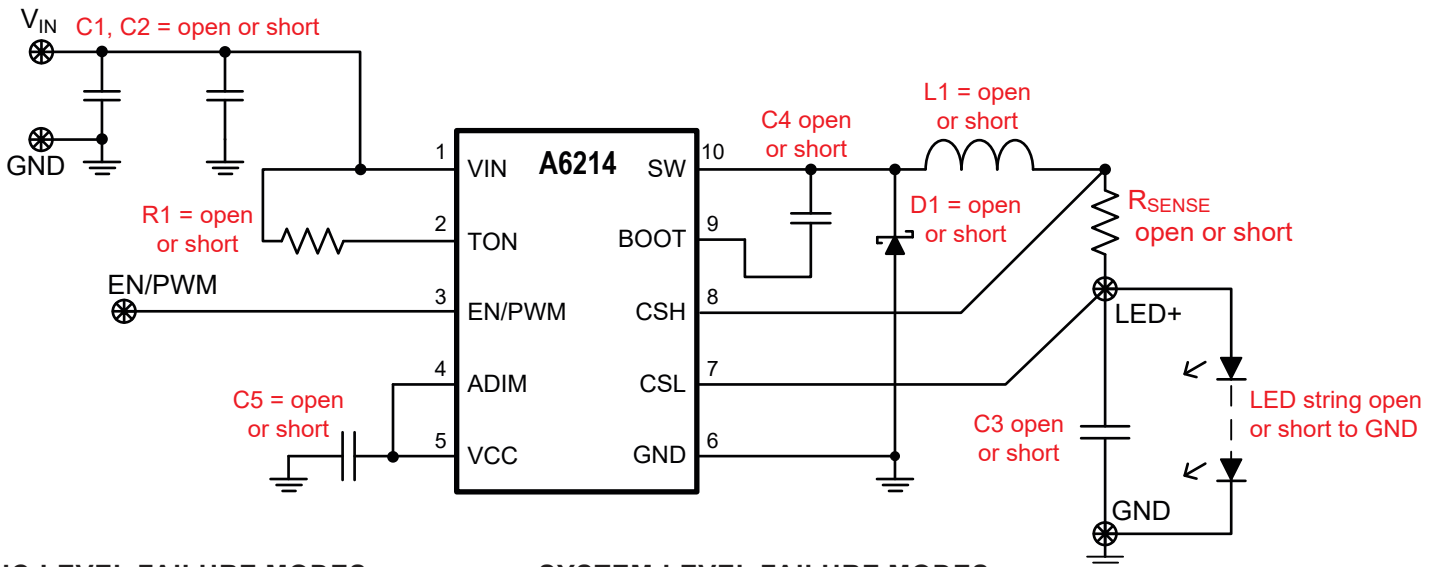 VIN
C1, C2 = open or short
GND
R1 = open
or short
EN/PWM
C5 = open
or short
A6214
1
VIN
2
TON
3
EN/PWM
4
ADIM
5
VCC
10
SW
9
BOOT
8
CSH
7
CSL
6
GND
C4 open
or short
L1 = open
or short
D1 = open
or short
RSENSE
open or short
LED+
C3 open
or short
LED string open
or short to GND
GND